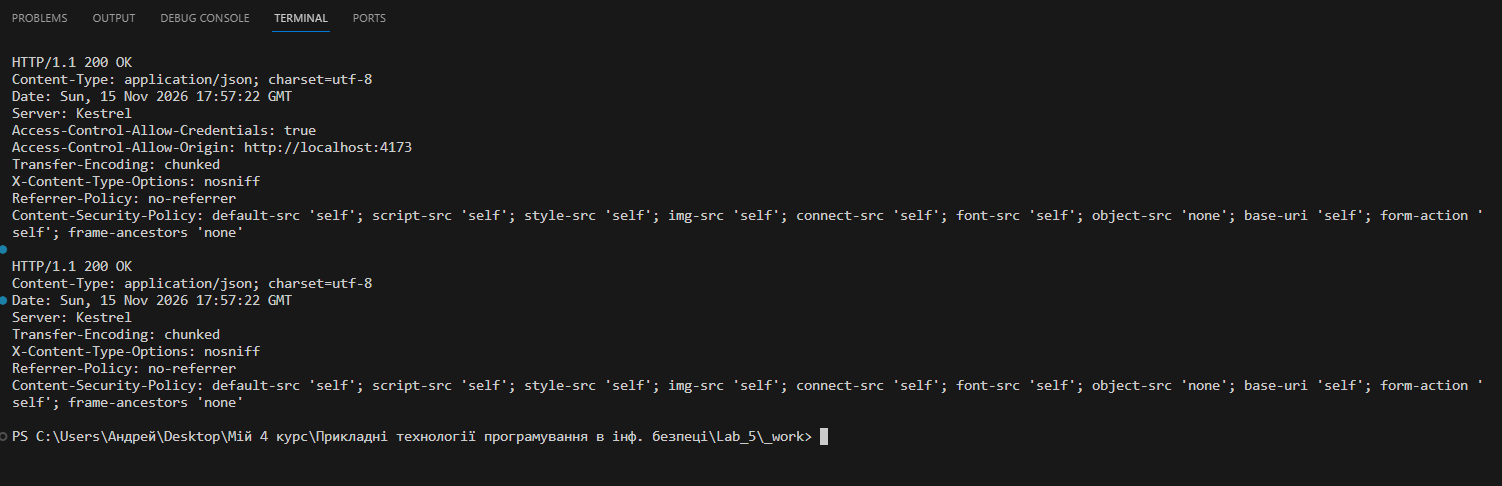 PROBLEMS OUTPUT DEBUG CONSOLE TERMINAL PORTS
HTTP/1.1 200 OK
Content-Type: application/json; charset=utf-8
Date: Sun, 15 Nov 2026 17:57:22 GMT
Server: Kestrel
Access-Control-Allow-Credentials: true
Access-Control-Allow-Origin: http://localhost:4173
Transfer-Encoding: chunked
X-Content-Type-Options: nosniff
Referrer-Policy: no-referrer
Content-Security-Policy: default-src 'self'; script-src 'self'; style-src 'self'; img-src 'self'; connect-src 'self'; font-src 'self'; object-src 'none'; base-uri 'self'; form-action '
self'; frame-ancestors 'none'
HTTP/1.1 200 OK
Content-Type: application/json; charset=utf-8
Date: Sun, 15 Nov 2026 17:57:22 GMT
Server: Kestrel
Transfer-Encoding: chunked
X-Content-Type-Options: nosniff
Referrer-Policy: no-referrer
Content-Security-Policy: default-src 'self'; script-src 'self'; style-src 'self'; img-src 'self'; connect-src 'self'; font-src 'self'; object-src 'none'; base-uri 'self'; form-action '
self'; frame-ancestors 'none'
PS C:\Users\Андрей\Desktop\Мій 4 курс\Прикладні технології програмування в інф. безпеці\Lab_5\_work>